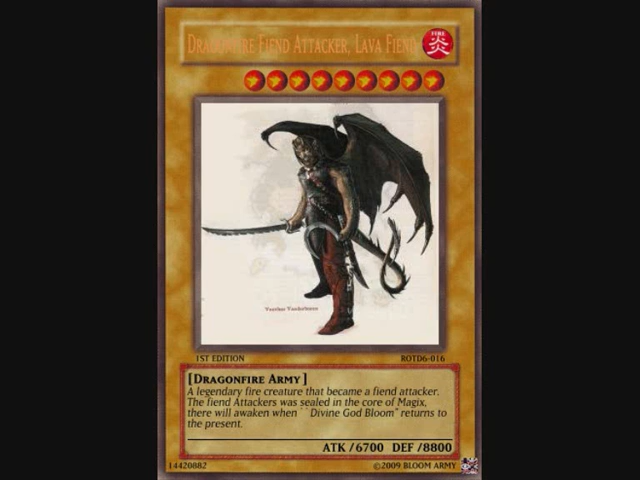 Dragonfire Fiend Attacker, Lava Fiend
FIRE
炎
1ST EDITION
ROTD6-016
[Dragonfire Army]
A legendary fire creature that became a fiend attacker.
The fiend Attackers was sealed in the core of Magix,
there will awaken when ``Divine God Bloom" returns to
the present.
ATK/6700 DEF/8800
14420882
©2009 BLOOM ARMY